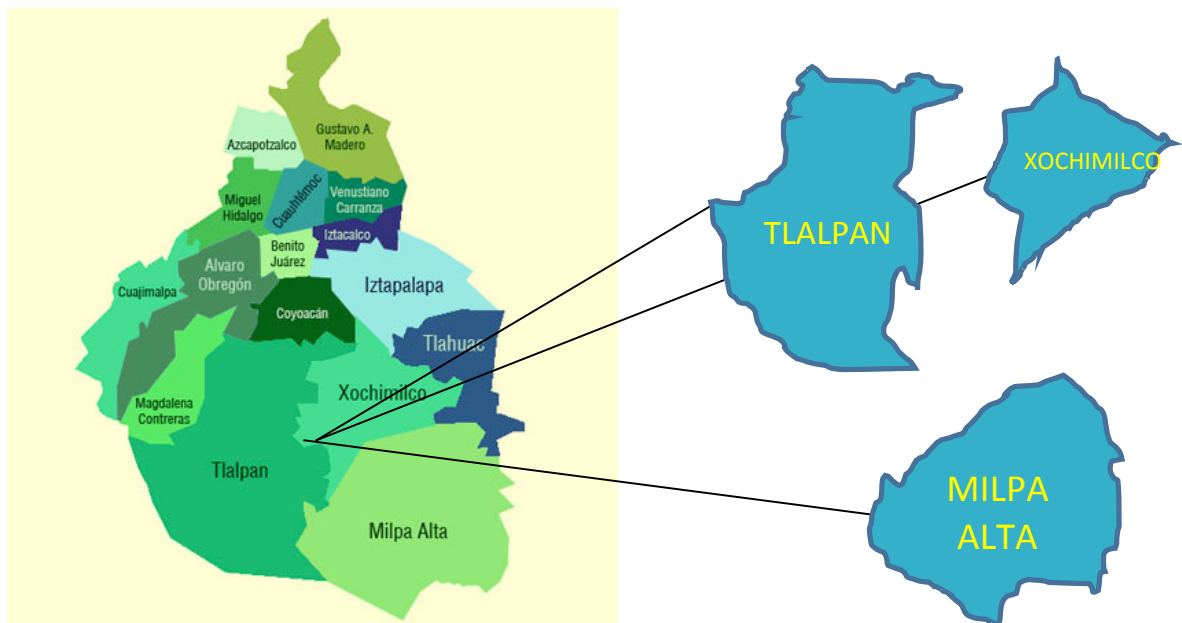 Gustavo A.
Madero
Azcapotzalco
Miguel
Hidalgo
Cuauhtémoc
Venustiano
Carranza
Iztacalco
Benito
Juárez
Alvaro
Obregón
Cuajimalpa
Iztapalapa
Coyoacán
Tlahuac
Xochimilco
Magdalena
Contreras
Tlalpan
Milpa Alta
TLALPAN
XOCHIMILCO
MILPA
ALTA